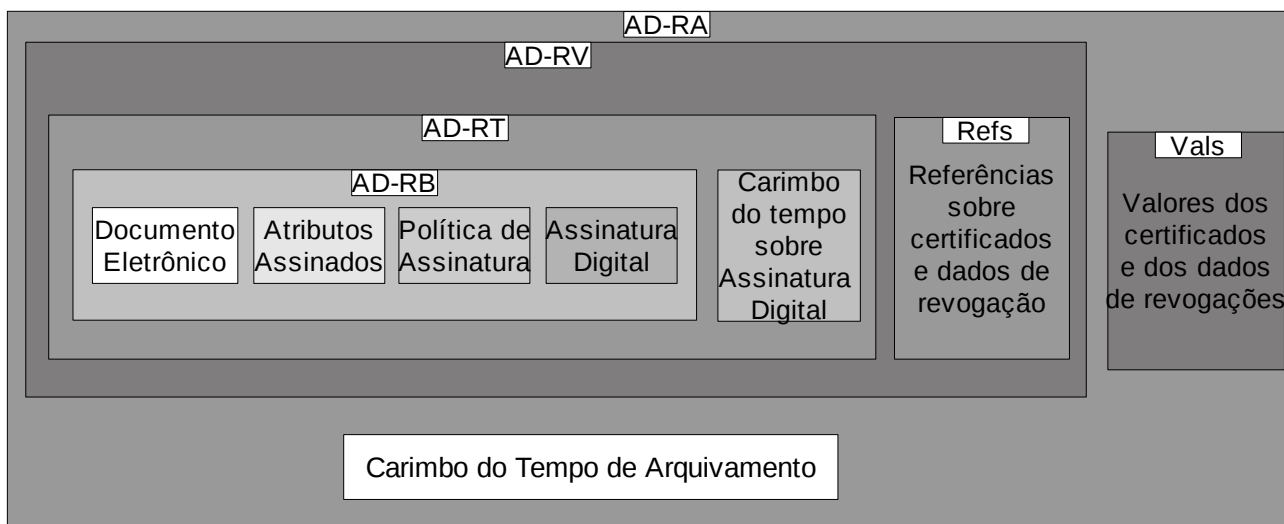 AD-RA
AD-RV
AD-RT
AD-RB
Documento
Eletrônico
Atributos
Assinados
Política de
Assinatura
Assinatura
Digital
Carimbo
do tempo
sobre
Assinatura
Digital
Refs
Referências
sobre
certificados
e dados de
revogação
Vals
Valores dos
certificados
e dos dados
de revogações
Carimbo do Tempo de Arquivamento